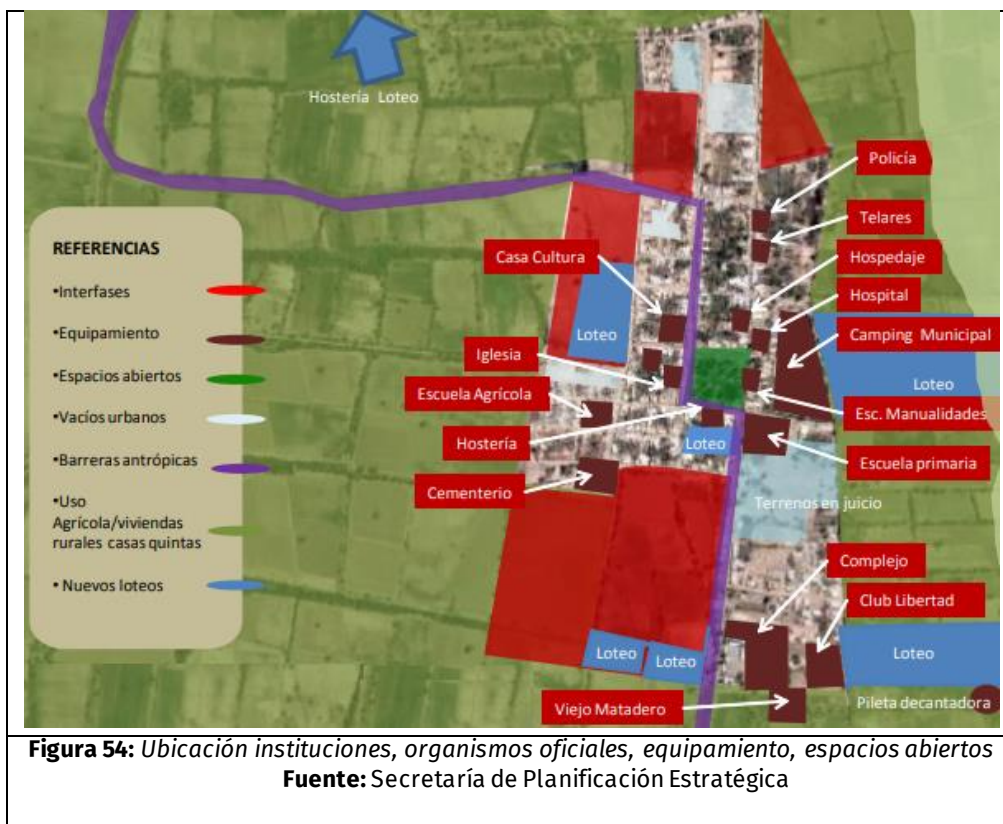 Hostería Loteo
Policía
Telares
Casa Cultura
Hospedaje
Hospital
Camping Municipal
Loteo
Iglesia
Loteo
Escuela Agrícola
Esc. Manualidades
Hostería
Loteo
Escuela primaria
Cementerio
Terrenos en juicio
Complejo
Club Libertad
Loteo
Loteo
Loteo
Viejo Matadero
Pileta decantadora
REFERENCIAS
•Interfases
•Equipamiento
•Espacios abiertos
•Vacíos urbanos
•Barreras antrópicas
•Uso
Agrícola/viviendas
rurales casas quintas
• Nuevos loteos
Figura 54: Ubicación instituciones, organismos oficiales, equipamiento, espacios abiertos
Fuente: Secretaría de Planificación Estratégica